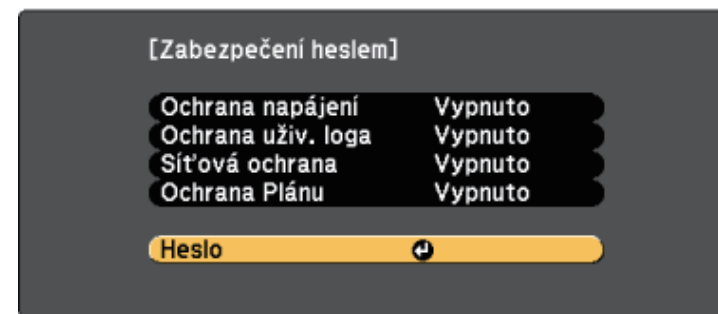 [Zabezpečení heslem]
Ochrana napájení Vypnuto
Ochrana uživ. loga Vypnuto
Síťová ochrana Vypnuto
Ochrana Plánu Vypnuto
Heslo